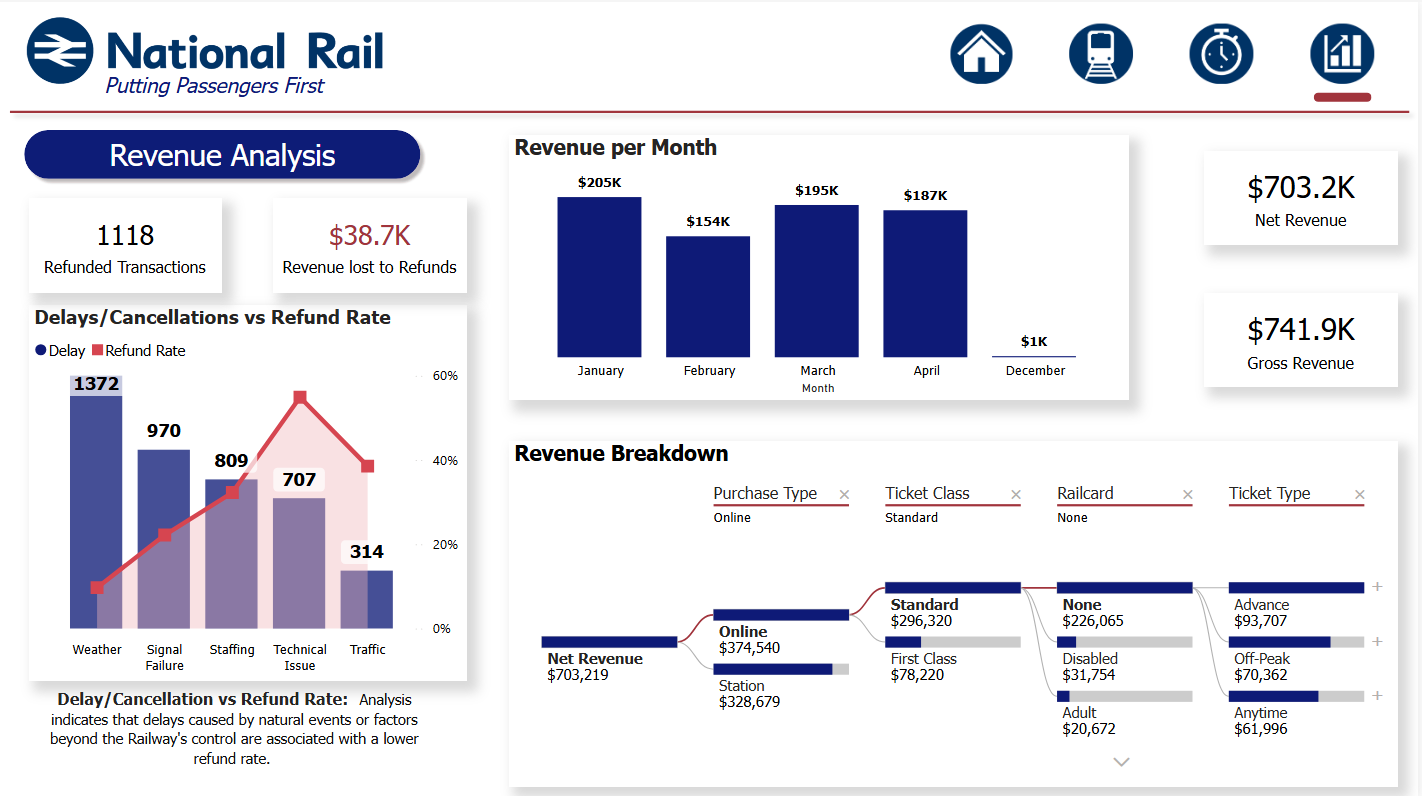 National Rail
Putting Passengers First
Revenue Analysis
1118
Refunded Transactions
$38.7K
Revenue lost to Refunds
Delays/Cancellations vs Refund Rate
Delay Refund Rate
1372
970
809
707
314
60%
40%
20%
0%
Weather
Signal
Failure
Staffing
Technical
Issue
Traffic
Delay/Cancellation vs Refund Rate: Analysis
indicates that delays caused by natural events or factors
beyond the Railway's control are associated with a lower
refund rate.
Revenue per Month
$205K
$154K
$195K
$187K
$1K
January
February
March
April
December
Month
$703.2K
Net Revenue
$741.9K
Gross Revenue
Revenue Breakdown
Purchase Type
Online
Ticket Class
Standard
Railcard
None
Ticket Type
Net Revenue
$703,219
Online
$374,540
Station
$328,679
Standard
$296,320
First Class
$78,220
None
$226,065
Disabled
$31,754
Adult
$20,672
Advance
$93,707
Off-Peak
$70,362
Anytime
$61,996